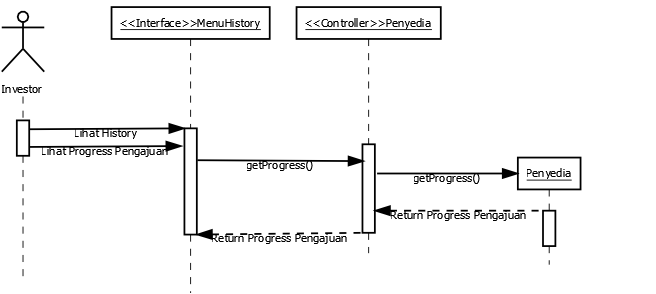 <<Interface>>MenuHistory
<<Controller>>Penyedia
Investor
Lihat History
Lihat Progress Pengajuan
getProgress()
getProgress()
Penyedia
Return Progress Pengajuan
Return Progress Pengajuan